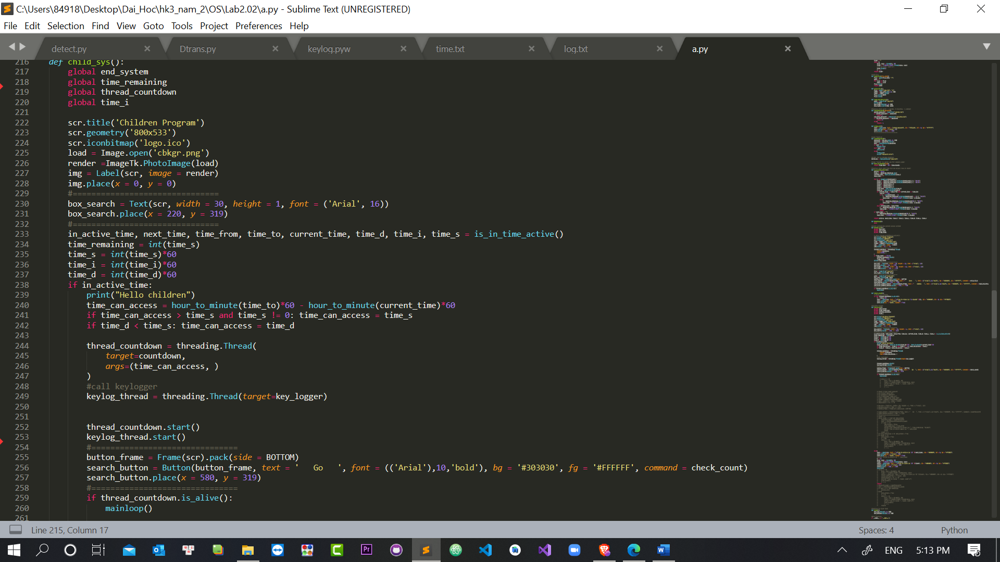 C:\Users\84918\Desktop\Dai_Hoc\hk3_nam_2\OS\Lab2.02\a.py - Sublime Text (UNREGISTERED)
File Edit Selection Find View Goto Tools Project Preferences Help
detect.py Dtrans.py keylog.pyw time.txt log.txt a.py
216 def child_sys():
217 global end_system
218 global time_remaining
219 global thread_countdown
220 global time_i
221
222 scr.title('Children Program')
223 scr.geometry('800x533')
224 scr.iconbitmap('logo.ico')
225 load = Image.open('cbkgr.png')
226 render =ImageTk.PhotoImage(load)
227 img = Label(scr, image = render)
228 img.place(x = 0, y = 0)
229 #===============================
230 box_search = Text(scr, width = 30, height = 1, font = ('Arial', 16))
231 box_search.place(x = 220, y = 319)
232 #===============================
233 in_active_time, next_time, time_from, time_to, current_time, time_d, time_i, time_s = is_in_time_active()
234 time_remaining = int(time_s)
235 time_s = int(time_s)*60
236 time_i = int(time_i)*60
237 time_d = int(time_d)*60
238 if in_active_time:
239 print("Hello children")
240 time_can_access = hour_to_minute(time_to)*60 - hour_to_minute(current_time)*60
241 if time_can_access > time_s and time_s != 0: time_can_access = time_s
242 if time_d < time_s: time_can_access = time_d
243
244 thread_countdown = threading.Thread(
245 target=countdown,
246 args=(time_can_access, )
247 )
248 #call keylogger
249 keylog_thread = threading.Thread(target=key_logger)
250
251
252 thread_countdown.start()
253 keylog_thread.start()
254 #===============================
255 button_frame = Frame(scr).pack(side = BOTTOM)
256 search_button = Button(button_frame, text = '   Go   ', font = (('Arial'),10,'bold'), bg = '#303030', fg = '#FFFFFF', command = check_count)
257 search_button.place(x = 580, y = 319)
258 #===============================
259 if thread_countdown.is_alive():
260 mainloop()
261
Line 215, Column 17 Spaces: 4 Python
ENG 5:13 PM